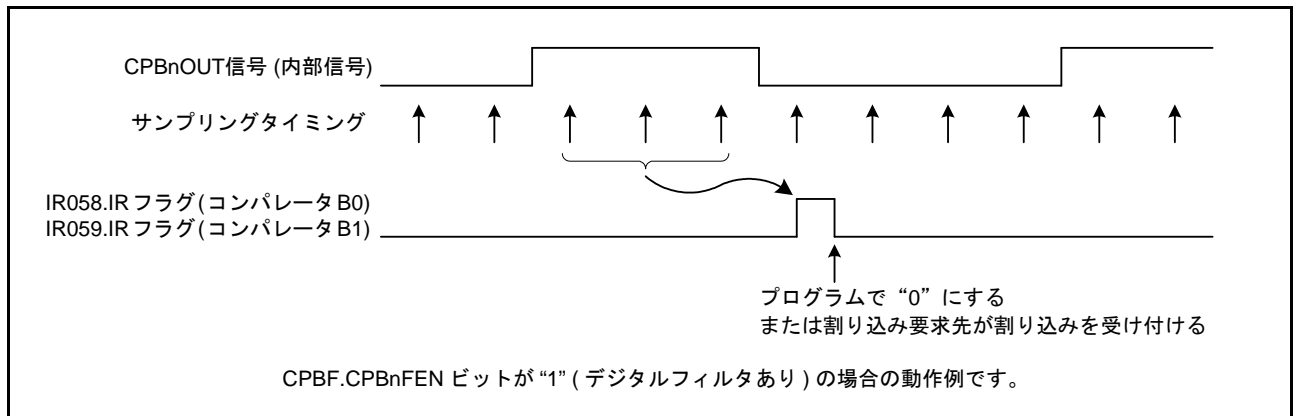 CPBnOUT信号 (内部信号)
サンプリングタイミング
IR058.IR フラグ (コンパレータ B0)
IR059.IR フラグ (コンパレータ B1)
プログラムで “0” にする
または割り込み要求先が割り込みを受け付ける
CPBF.CPBnFEN ビットが “1” ( デジタルフィルタあり ) の場合の動作例です。